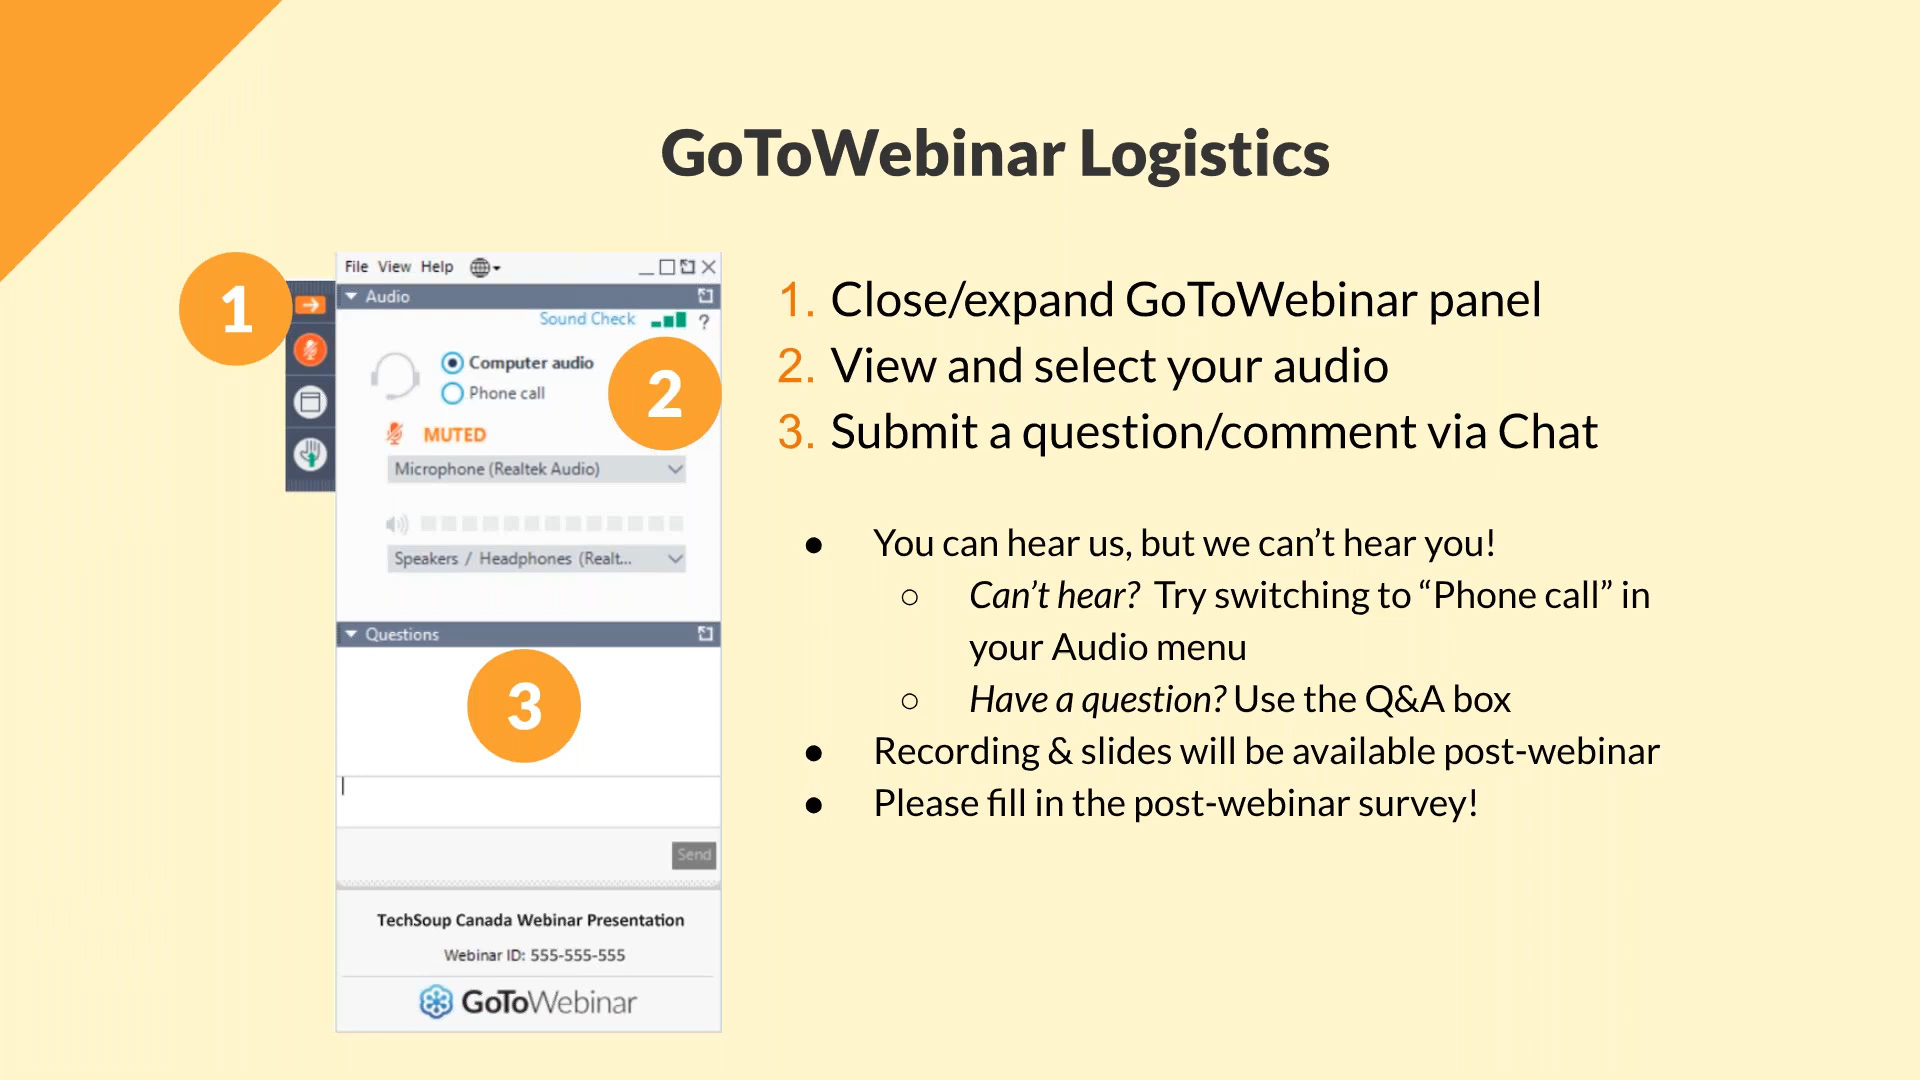 GoToWebinar Logistics
1
File View Help
Audio
Sound Check
?
Computer audio
Phone call
2
MUTED
Microphone (Realtek Audio)
Speakers / Headphones (Realt...
Questions
3
Send
TechSoup Canada Webinar Presentation
Webinar ID: 555-555-555
GoToWebinar
1. Close/expand GoToWebinar panel
2. View and select your audio
3. Submit a question/comment via Chat
● You can hear us, but we can’t hear you!
○ Can’t hear? Try switching to “Phone call” in
your Audio menu
○ Have a question? Use the Q&A box
● Recording & slides will be available post-webinar
● Please fill in the post-webinar survey!